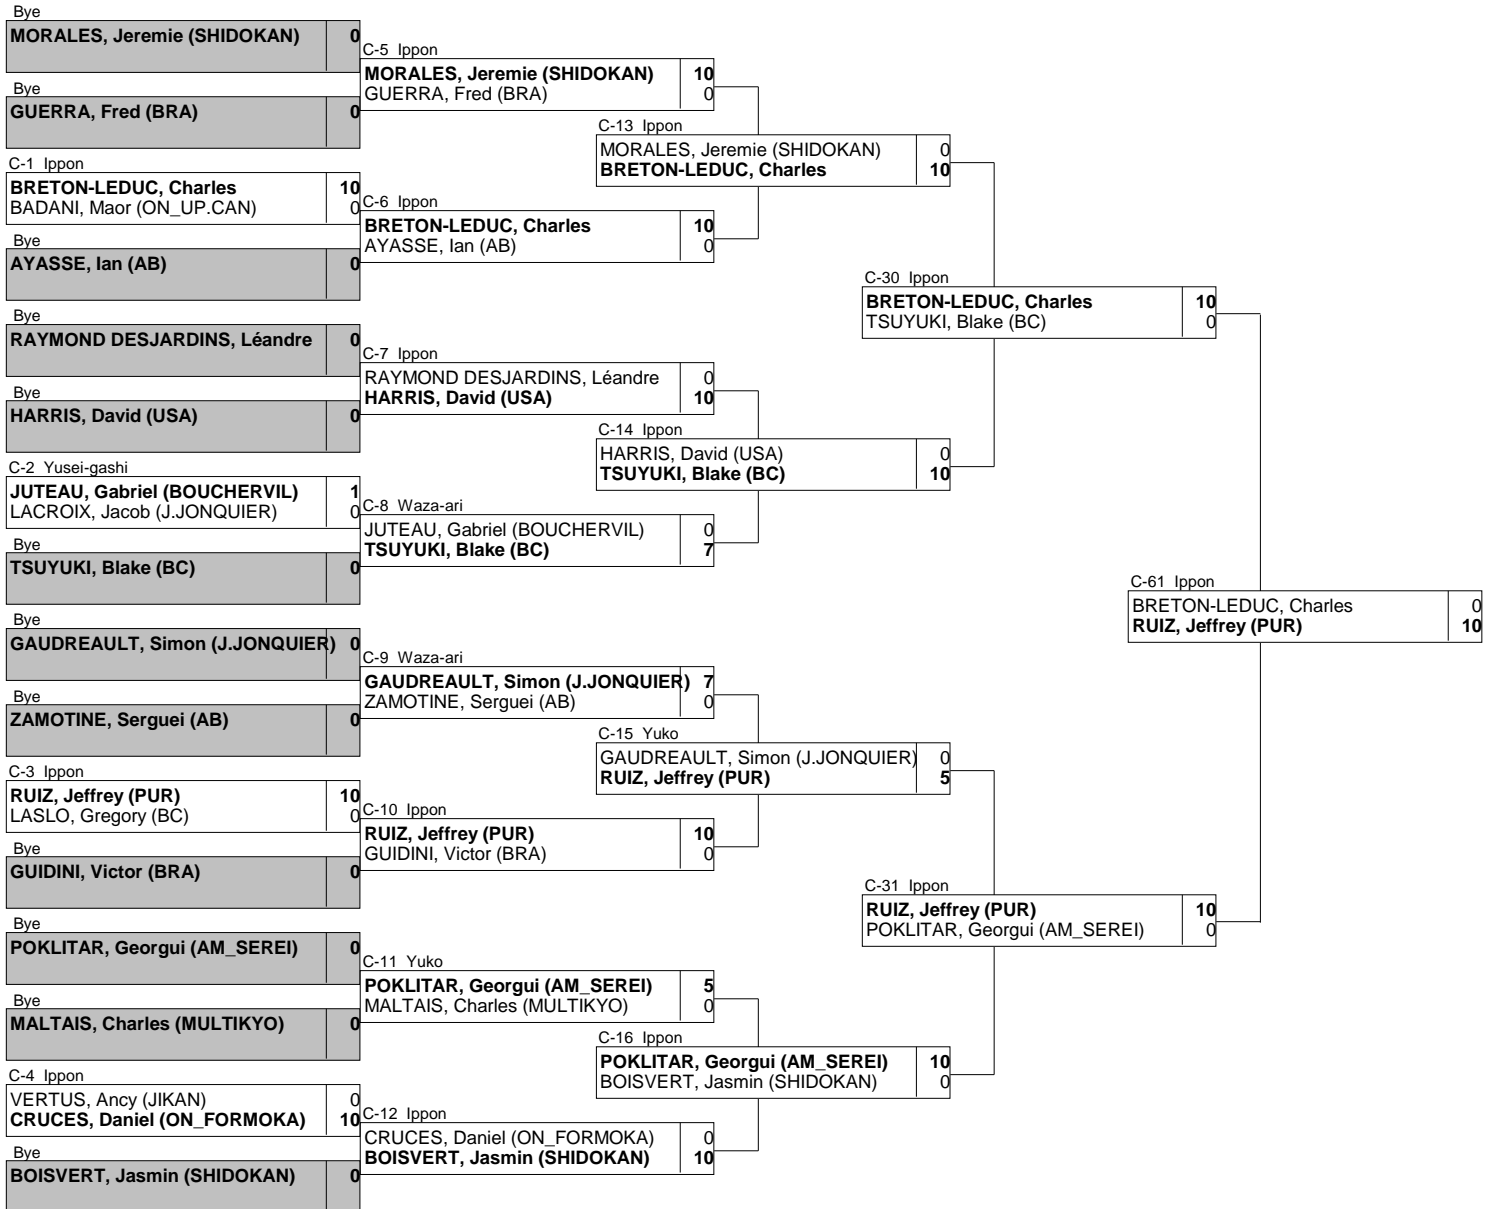 Bye
MORALES, Jeremie (SHIDOKAN) 0
Bye
GUERRA, Fred (BRA) 0
C-1 Ippon
BRETON-LEDUC, Charles 10
BADANI, Maor (ON_UP.CAN) 0
Bye
AYASSE, Ian (AB) 0
Bye
RAYMOND DESJARDINS, Léandre 0
Bye
HARRIS, David (USA) 0
C-2 Yusei-gashi
JUTEAU, Gabriel (BOUCHERVIL) 1
LACROIX, Jacob (J.JONQUIER) 0
Bye
TSUYUKI, Blake (BC) 0
Bye
GAUDREAULT, Simon (J.JONQUIER) 0
Bye
ZAMOTINE, Serguei (AB) 0
C-3 Ippon
RUIZ, Jeffrey (PUR) 10
LASLO, Gregory (BC) 0
Bye
GUIDINI, Victor (BRA) 0
Bye
POKLITAR, Georgui (AM_SEREI) 0
Bye
MALTAIS, Charles (MULTIKYO) 0
C-4 Ippon
VERTUS, Ancy (JIKAN) 0
CRUCES, Daniel (ON_FORMOKA) 10
Bye
BOISVERT, Jasmin (SHIDOKAN) 0
C-5 Ippon
MORALES, Jeremie (SHIDOKAN) 10
GUERRA, Fred (BRA) 0
C-6 Ippon
BRETON-LEDUC, Charles 10
AYASSE, Ian (AB) 0
C-7 Ippon
RAYMOND DESJARDINS, Léandre 0
HARRIS, David (USA) 10
C-8 Waza-ari
JUTEAU, Gabriel (BOUCHERVIL) 0
TSUYUKI, Blake (BC) 7
C-9 Waza-ari
GAUDREAULT, Simon (J.JONQUIER) 7
ZAMOTINE, Serguei (AB) 0
C-10 Ippon
RUIZ, Jeffrey (PUR) 10
GUIDINI, Victor (BRA) 0
C-11 Yuko
POKLITAR, Georgui (AM_SEREI) 5
MALTAIS, Charles (MULTIKYO) 0
C-12 Ippon
CRUCES, Daniel (ON_FORMOKA) 0
BOISVERT, Jasmin (SHIDOKAN) 10
C-13 Ippon
MORALES, Jeremie (SHIDOKAN) 0
BRETON-LEDUC, Charles 10
C-14 Ippon
HARRIS, David (USA) 0
TSUYUKI, Blake (BC) 10
C-15 Yuko
GAUDREAULT, Simon (J.JONQUIER) 0
RUIZ, Jeffrey (PUR) 5
C-16 Ippon
POKLITAR, Georgui (AM_SEREI) 10
BOISVERT, Jasmin (SHIDOKAN) 0
C-30 Ippon
BRETON-LEDUC, Charles 10
TSUYUKI, Blake (BC) 0
C-31 Ippon
RUIZ, Jeffrey (PUR) 10
POKLITAR, Georgui (AM_SEREI) 0
C-61 Ippon
BRETON-LEDUC, Charles 0
RUIZ, Jeffrey (PUR) 10